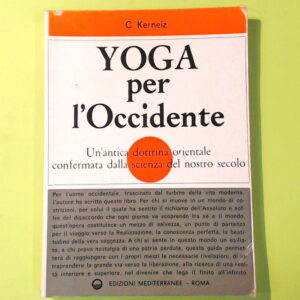 C. Kerneiz
YOGA
per
l'Occidente
Un'antica dottrina orientale
confermata dalla scienza del nostro secolo
Per l'uomo occidentale, trascinato dal turbine della vita moderna,
l'autore ha scritto questo libro. Per chi si muove in un mondo di co-
strizioni, per colui il quale ha sentito il richiamo dell'Assoluto e sof-
fre del disaccordo che ogni giorno va scoprendo tra sé e il mondo,
quest'opera costituisce un mezzo di salvezza, un punto di partenza
per il viaggio verso la Realizzazione, la conoscenza perfetta, la beati-
tudine della vera saggezza. A chi si sente in questo mondo un esilia-
to, a chi prova nostalgia di una patria perduta, questa guida permet-
terà di raggiungere con i propri mezzi le necessarie rivelazioni, di in-
traprendere la grande via verso la liberazione, alla ricerca di una real-
tà interiore e superiore, nel divenire che lega il finito all'infinito
EDIZIONI MEDITERRANEE - ROMA